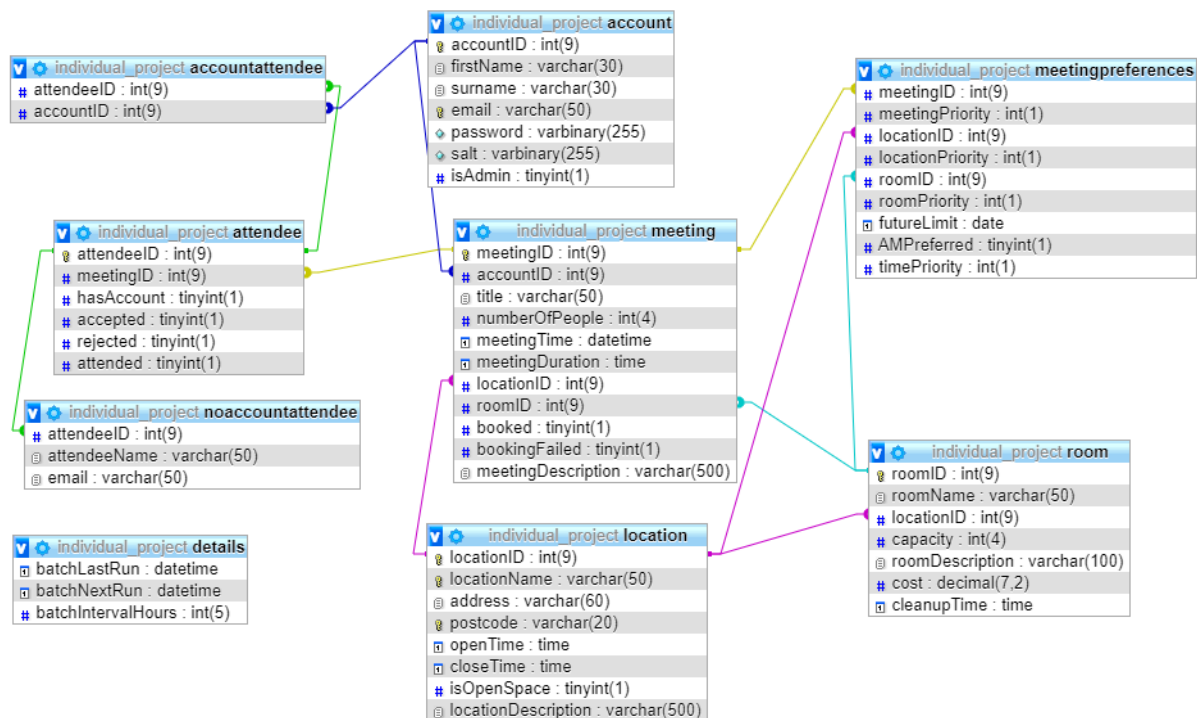 individual_project account
accountID : int(9)
firstName : varchar(30)
surname : varchar(30)
email : varchar(50)
password : varbinary(255)
salt : varbinary(255)
isAdmin : tinyint(1)
individual_project accountattendee
attendeeID : int(9)
accountID : int(9)
individual_project meetingpreferences
meetingID : int(9)
meetingPriority : int(1)
locationID : int(9)
locationPriority : int(1)
roomID : int(9)
roomPriority : int(1)
futureLimit : date
AMPreferred : tinyint(1)
timePriority : int(1)
individual_project attendee
attendeeID : int(9)
meetingID : int(9)
hasAccount : tinyint(1)
accepted : tinyint(1)
rejected : tinyint(1)
attended : tinyint(1)
individual_project meeting
meetingID : int(9)
accountID : int(9)
title : varchar(50)
numberOfPeople : int(4)
meetingTime : datetime
meetingDuration : time
locationID : int(9)
roomID : int(9)
booked : tinyint(1)
bookingFailed : tinyint(1)
meetingDescription : varchar(500)
individual_project noaccountattendee
attendeeID : int(9)
attendeeName : varchar(50)
email : varchar(50)
individual_project room
roomID : int(9)
roomName : varchar(50)
locationID : int(9)
capacity : int(4)
roomDescription : varchar(100)
cost : decimal(7,2)
cleanupTime : time
individual_project details
batchLastRun : datetime
batchNextRun : datetime
batchIntervalHours : int(5)
individual_project location
locationID : int(9)
locationName : varchar(50)
address : varchar(60)
postcode : varchar(20)
openTime : time
closeTime : time
isOpenSpace : tinyint(1)
locationDescription : varchar(500)